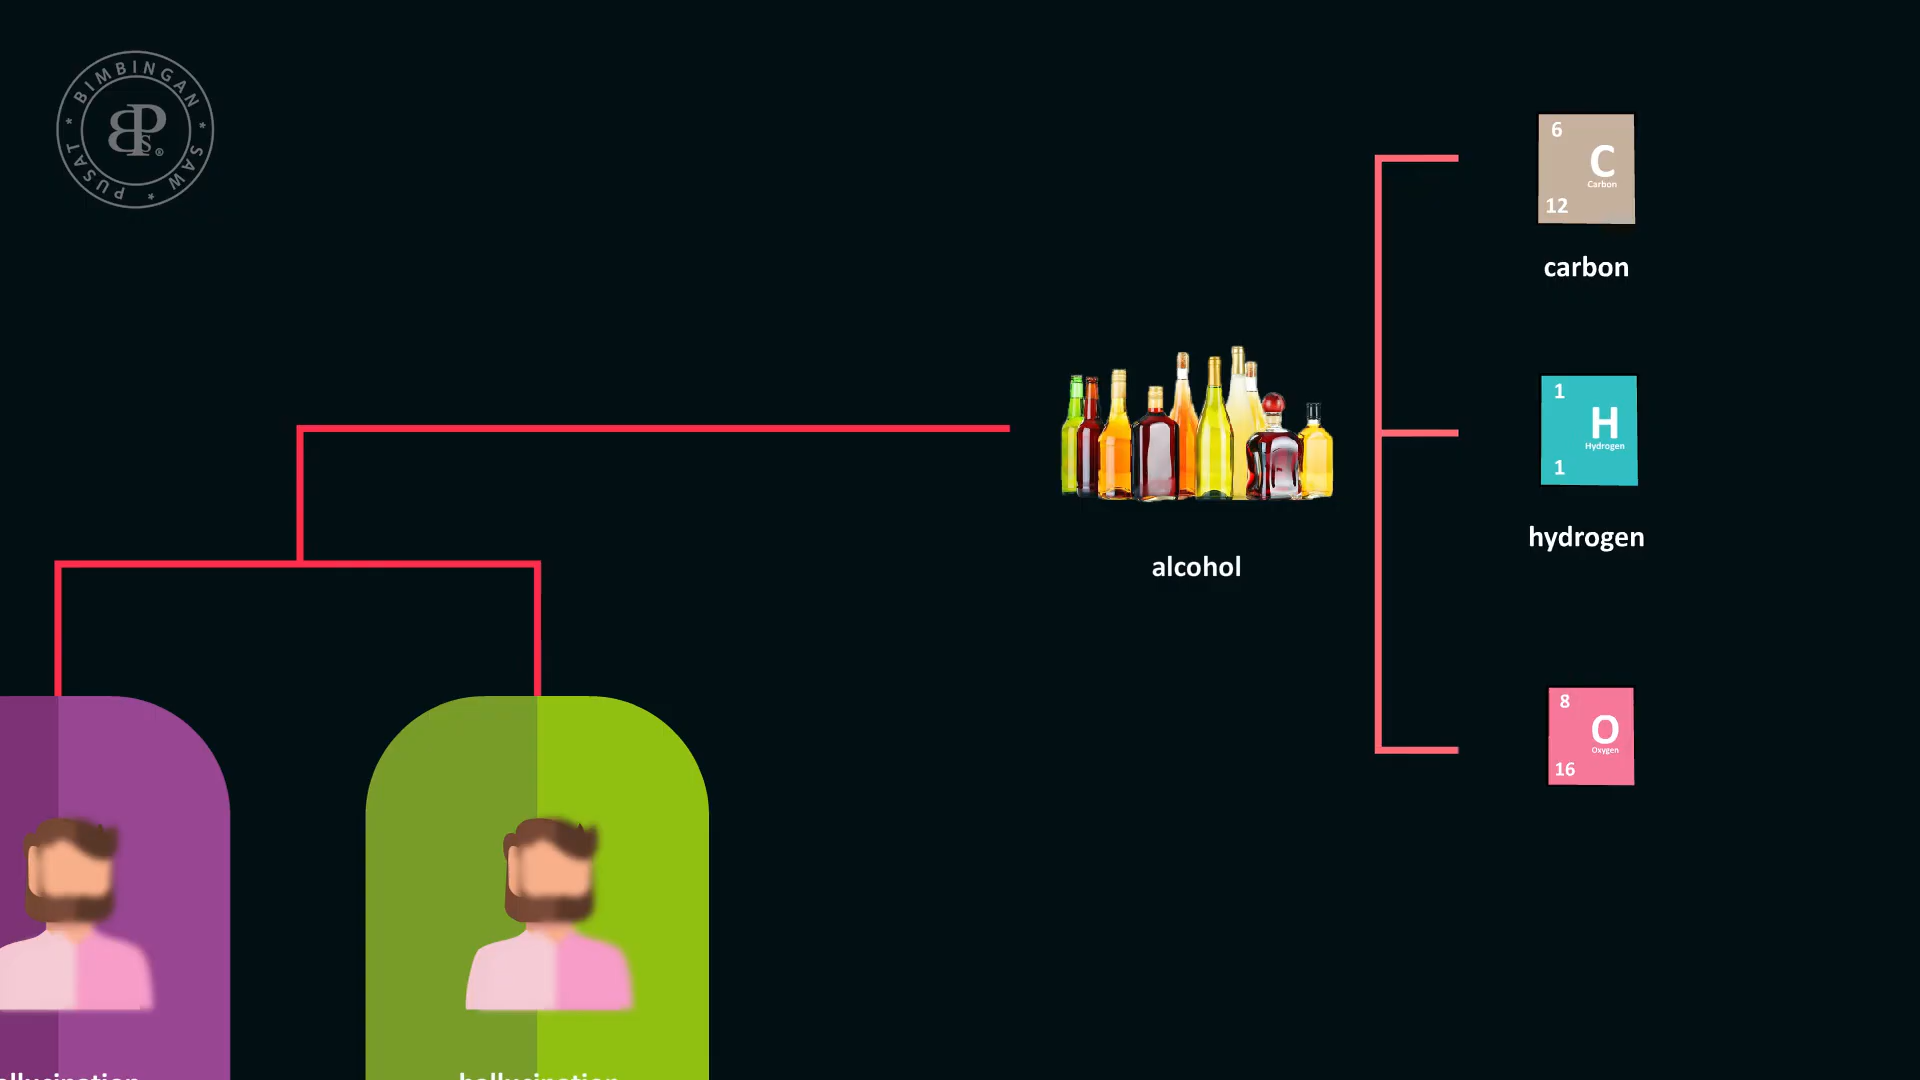 PUSAT * BIMBINGAN * SAW *
BPs®
6
C
Carbon
12
carbon
1
H
Hydrogen
1
hydrogen
alcohol
8
O
Oxygen
16